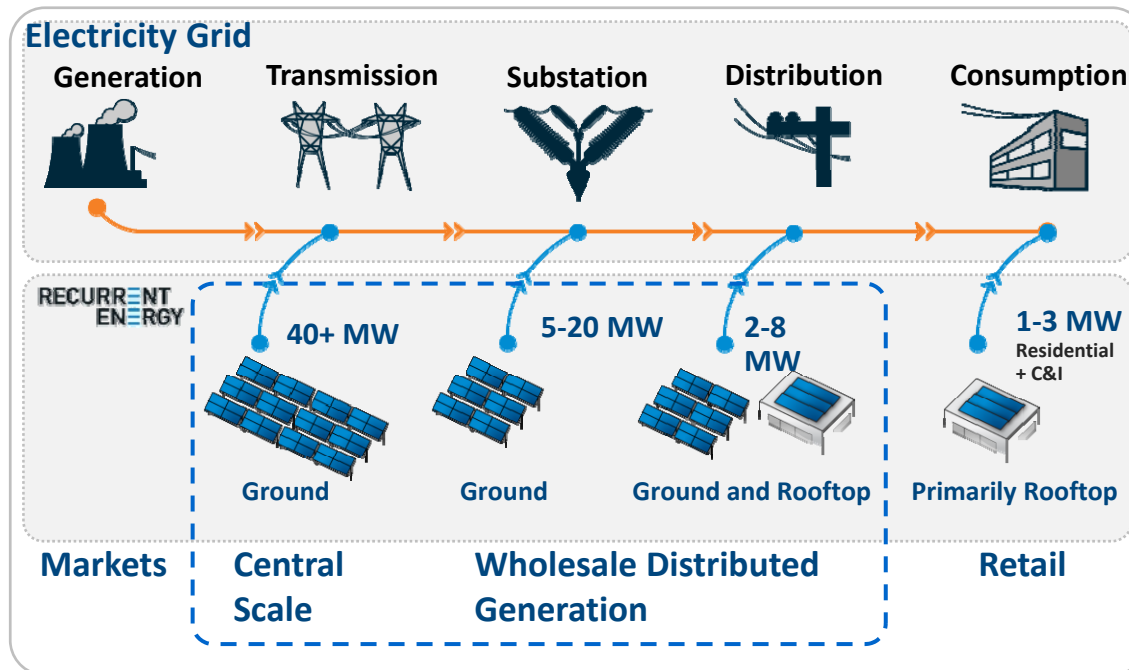 Electricity Grid
Generation
Transmission
Substation
Distribution
Consumption
RECURRENT
ENERGY
40+ MW
5-20 MW
2-8
MW
1-3 MW
Residential
+ C&I
Ground
Ground
Ground and Rooftop
Primarily Rooftop
Markets
Central
Scale
Wholesale Distributed
Generation
Retail